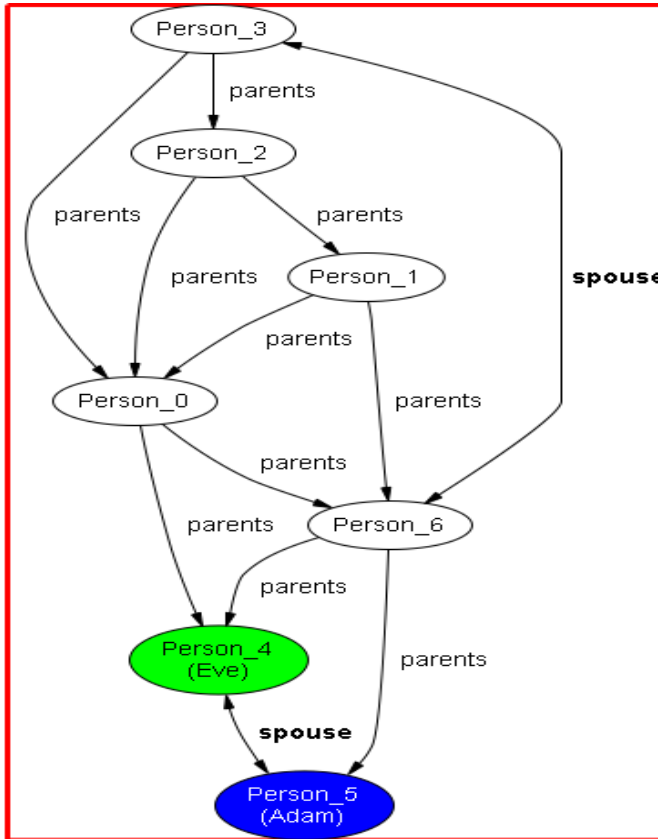 Person_3
parents
Person_2
parents
parents
parents
Person_1
spouse
parents
Person_0
parents
parents
Person_6
parents
parents
Person_4
(Eve)
parents
spouse
Person_5
(Adam)